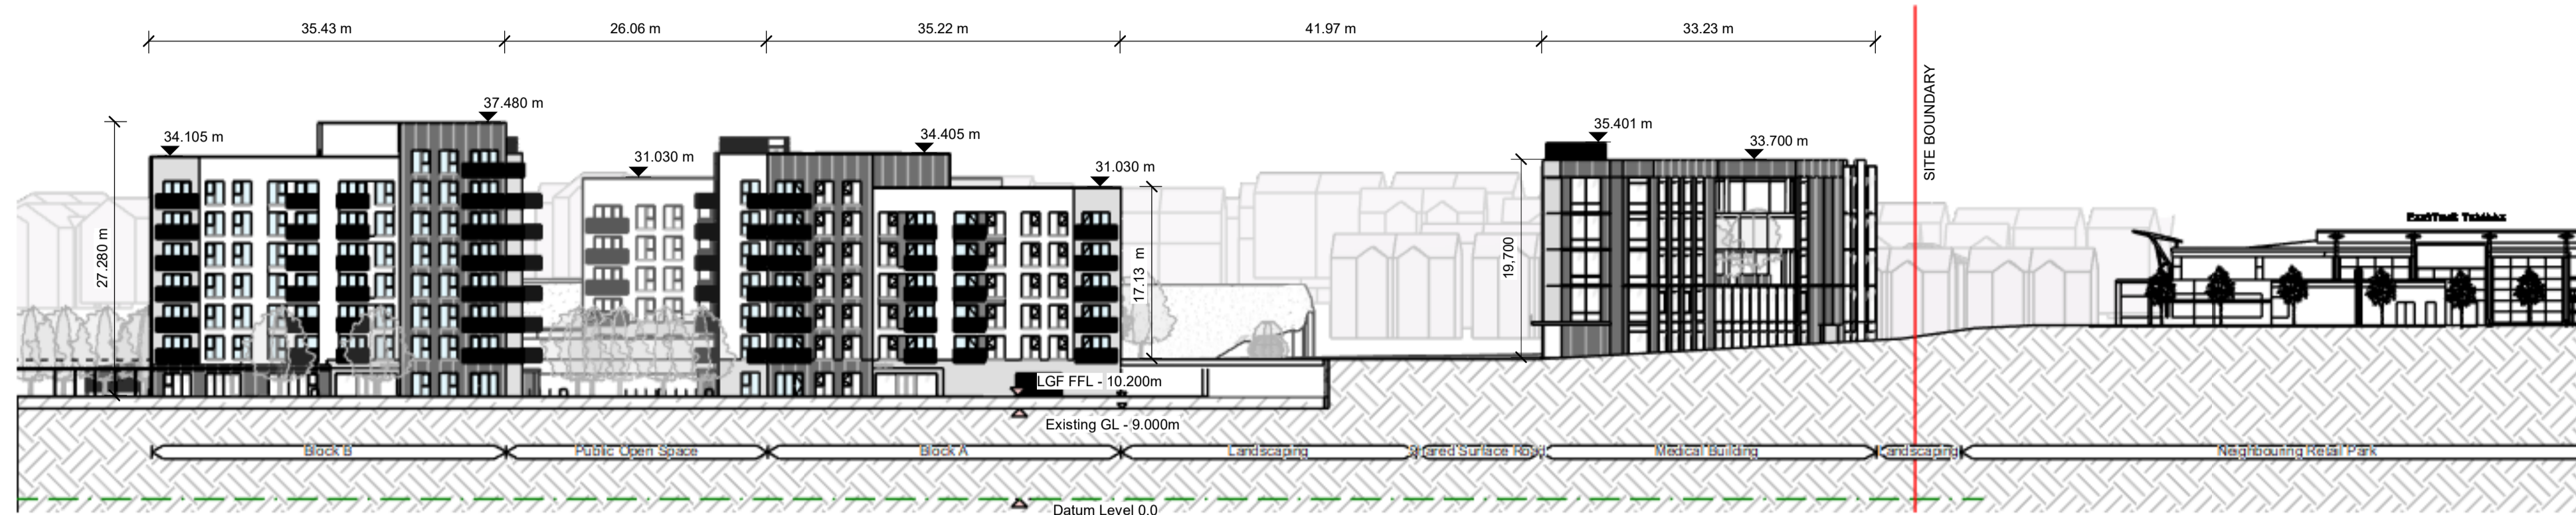 35.43 m
26.06 m
35.22 m
41.97 m
33.23 m
SITE BOUNDARY
37.480 m
34.105 m
31.030 m
34.405 m
31.030 m
35.401 m
33.700 m
27.280 m
17.13 m
19,700
LGF FFL - 10.200m
Existing GL - 9.000m
Block B
Public Open Space
Block A
Landscaping
Shared Surface Road
Medical Building
Landscaping
Neighbouring Retail Park
Datum Level 0.0